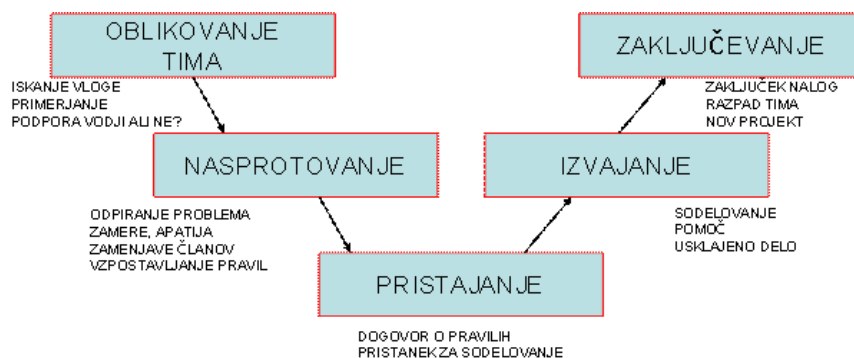 OBLIKOVANJE
TIMA
ISKANJE VLOGE
PRIMERJANJE
PODPORA VODJI ALI NE?
NASPROTOVANJE
ODPIRANJE PROBLEMA
ZAMERE, APATIJA
ZAMENJAVE ČLANOV
VZPOSTAVLJANJE PRAVIL
PRISTAJANJE
DOGOVOR O PRAVILIH
PRISTANEK ZA SODELOVANJE
IZVAJANJE
SODELOVANJE
POMOČ
USKLAJENO DELO
ZAKLJUČEVANJE
ZAKLJUČEK NALOG
RAZPAD TIMA
NOV PROJEKT